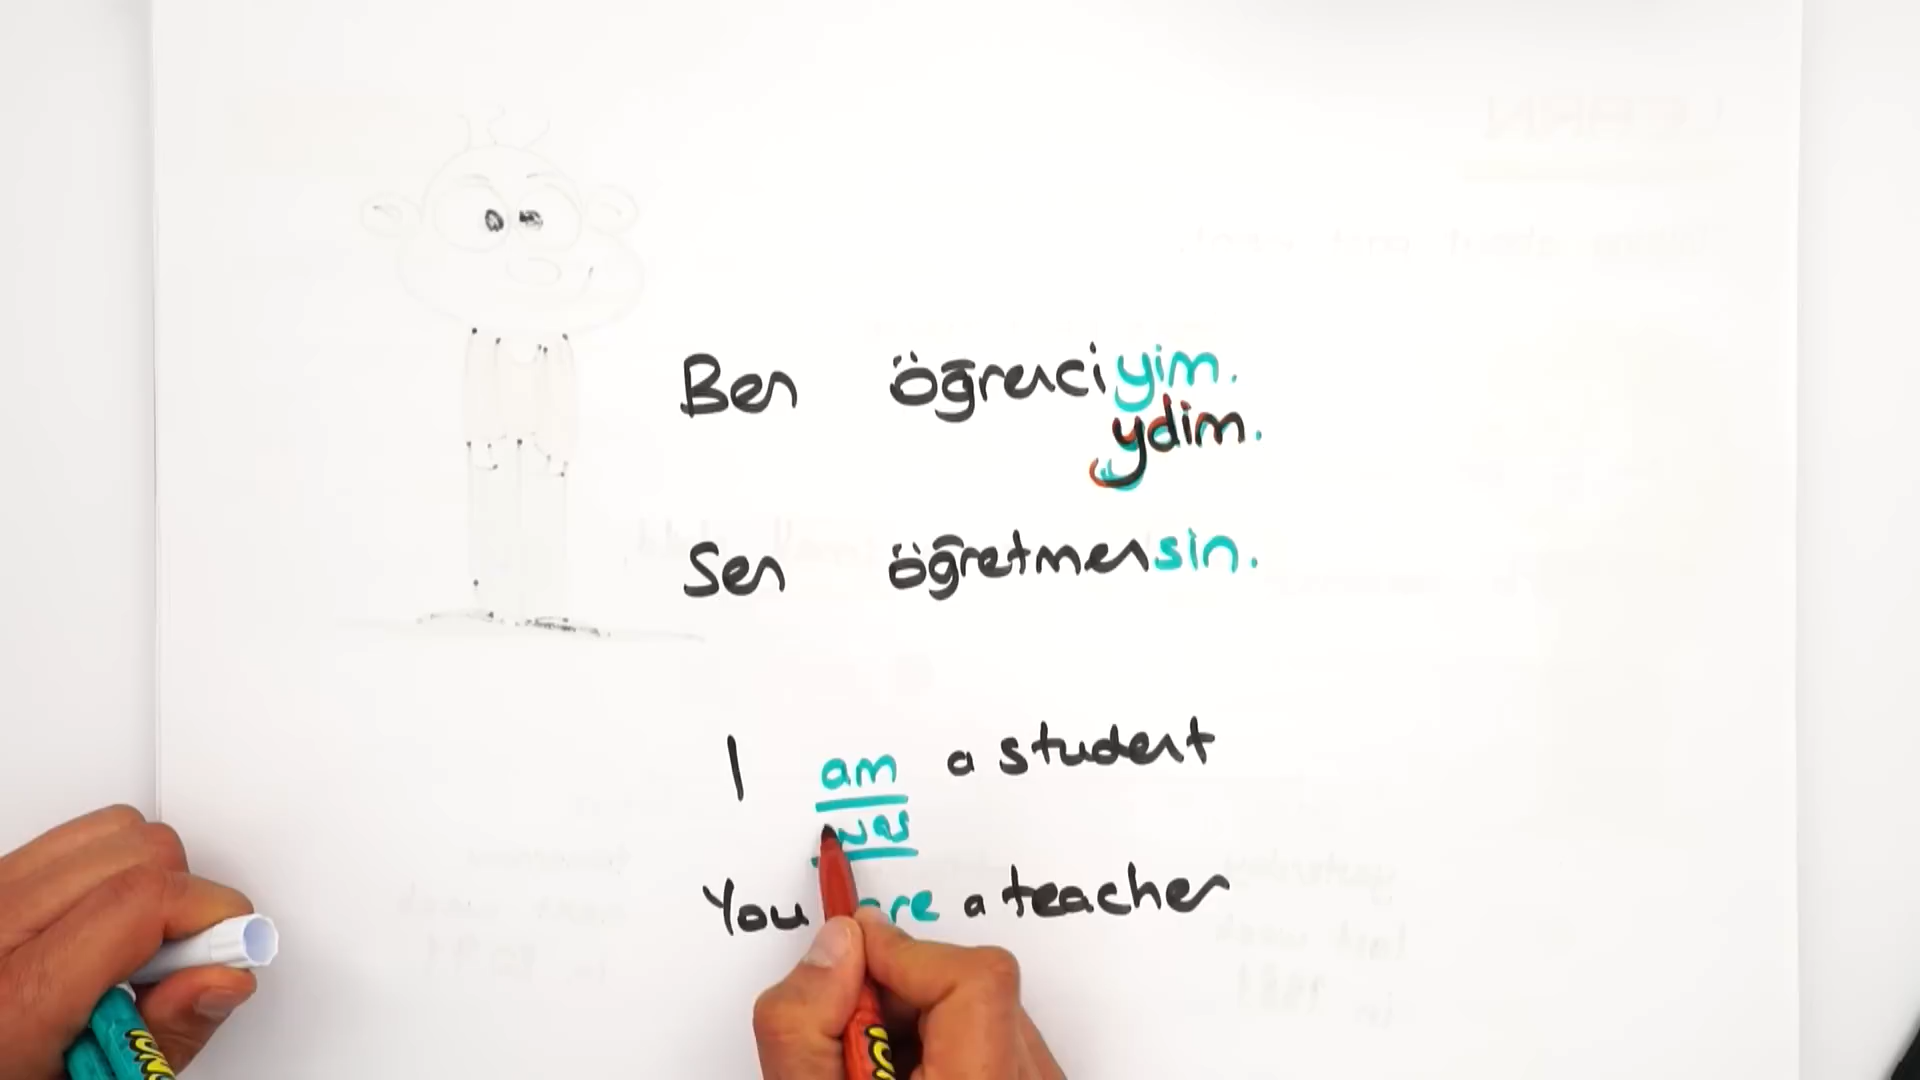 Ben öğrenciyim.
ydim.
Sen öğretmensin.
I am a student
was
You are a teacher